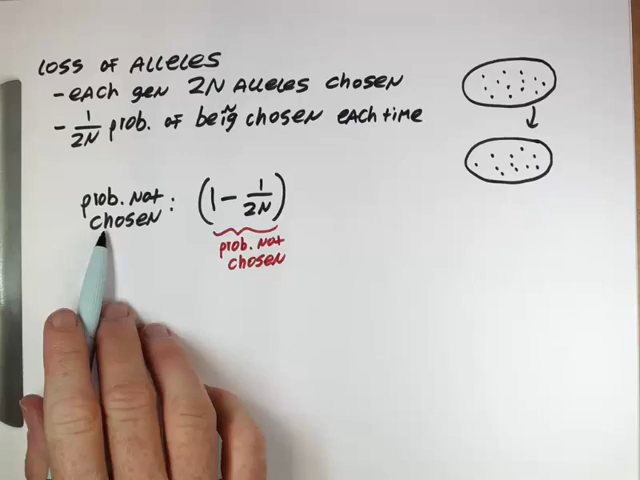 Loss of Alleles
- each gen 2N Alleles chosen
- 1/2N prob. of being chosen each time
prob. not chosen : (1 - 1/2N)
prob. not
chosen